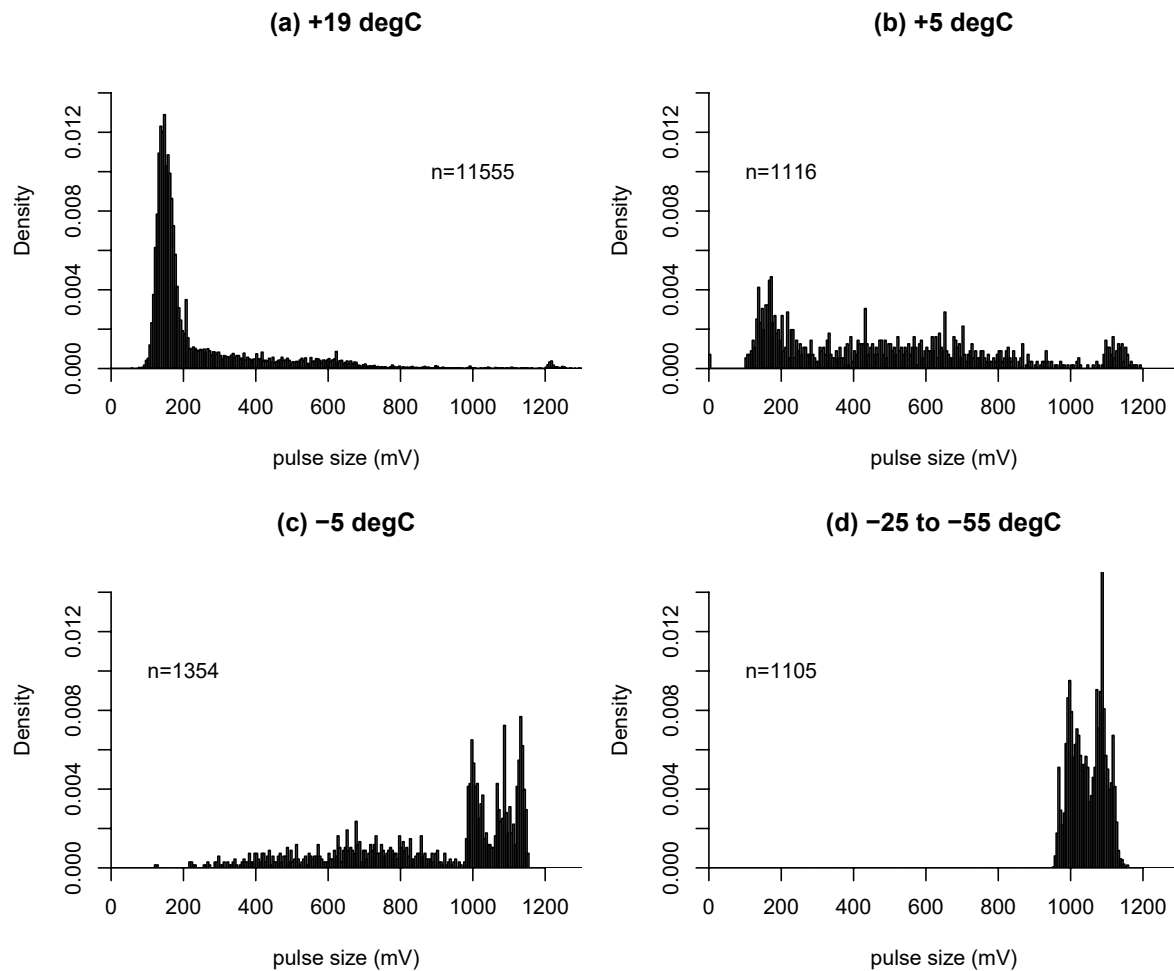 (a) +19 degC
(b) +5 degC
0.000 0.004 0.008 0.012
Density
n=11555
0 200 400 600 800 1000 1200
pulse size (mV)
0.000 0.004 0.008 0.012
Density
n=1116
0 200 400 600 800 1000 1200
pulse size (mV)
(c) −5 degC
(d) −25 to −55 degC
0.000 0.004 0.008 0.012
Density
n=1354
0 200 400 600 800 1000 1200
pulse size (mV)
0.000 0.004 0.008 0.012
Density
n=1105
0 200 400 600 800 1000 1200
pulse size (mV)